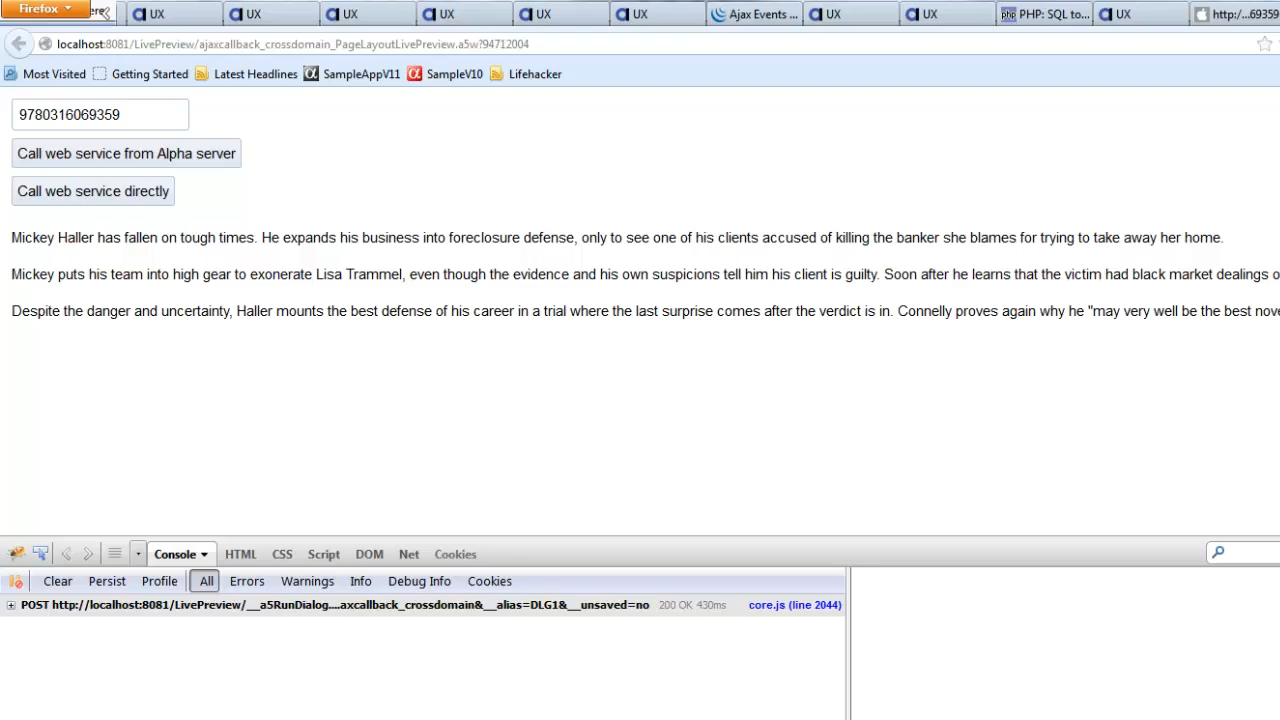 Firefox
UX UX UX UX UX UX Ajax Events ... UX UX PHP: SQL to... UX http:/...69359
localhost:8081/LivePreview/ajaxcallback_crossdomain_PageLayoutLivePreview.a5w?94712004
Most Visited Getting Started Latest Headlines SampleAppV11 SampleV10 Lifehacker
9780316069359
Call web service from Alpha server
Call web service directly
Mickey Haller has fallen on tough times. He expands his business into foreclosure defense, only to see one of his clients accused of killing the banker she blames for trying to take away her home.
Mickey puts his team into high gear to exonerate Lisa Trammel, even though the evidence and his own suspicions tell him his client is guilty. Soon after he learns that the victim had black market dealings o
Despite the danger and uncertainty, Haller mounts the best defense of his career in a trial where the last surprise comes after the verdict is in. Connelly proves again why he "may very well be the best nove
Console HTML CSS Script DOM Net Cookies
Clear Persist Profile All Errors Warnings Info Debug Info Cookies
POST http://localhost:8081/LivePreview/__a5RunDialog....axcallback_crossdomain&__alias=DLG1&__unsaved=no 200 OK 430ms core.js (line 2044)